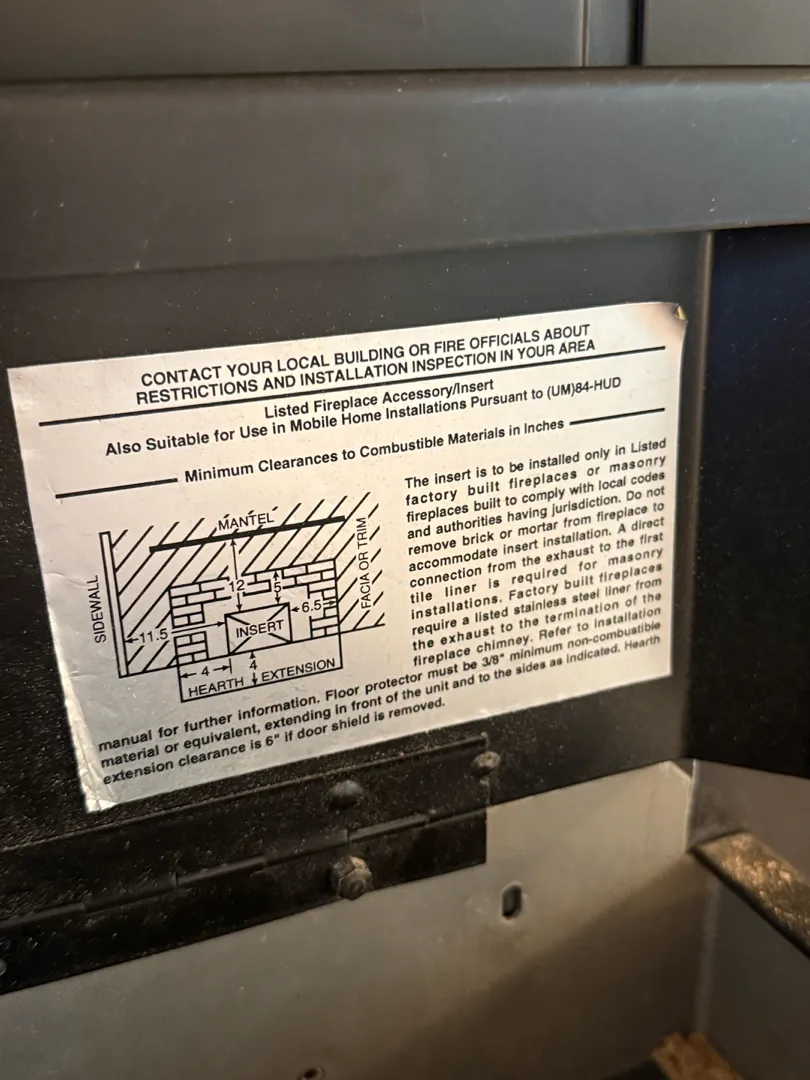 CONTACT YOUR LOCAL BUILDING OR FIRE OFFICIALS ABOUT
RESTRICTIONS AND INSTALLATION INSPECTION IN YOUR AREA
Listed Fireplace Accessory/Insert
Also Suitable for Use in Mobile Home Installations Pursuant to (UM)84-HUD
Minimum Clearances to Combustible Materials in Inches
MANTEL
SIDEWALL
FACIA OR TRIM
12
5
6.5
11.5
INSERT
4
4
HEARTH EXTENSION
The insert is to be installed only in Listed
factory built fireplaces or masonry
fireplaces built to comply with local codes
and authorities having jurisdiction. Do not
remove brick or mortar from fireplace to
accommodate insert installation. A direct
connection from the exhaust to the first
tile liner is required for masonry
installations. Factory built fireplaces
require a listed stainless steel liner from
the exhaust to the termination of the
fireplace chimney. Refer to installation
manual for further information. Floor protector must be 3/8" minimum non-combustible
material or equivalent, extending in front of the unit and to the sides as indicated. Hearth
extension clearance is 6" if door shield is removed.